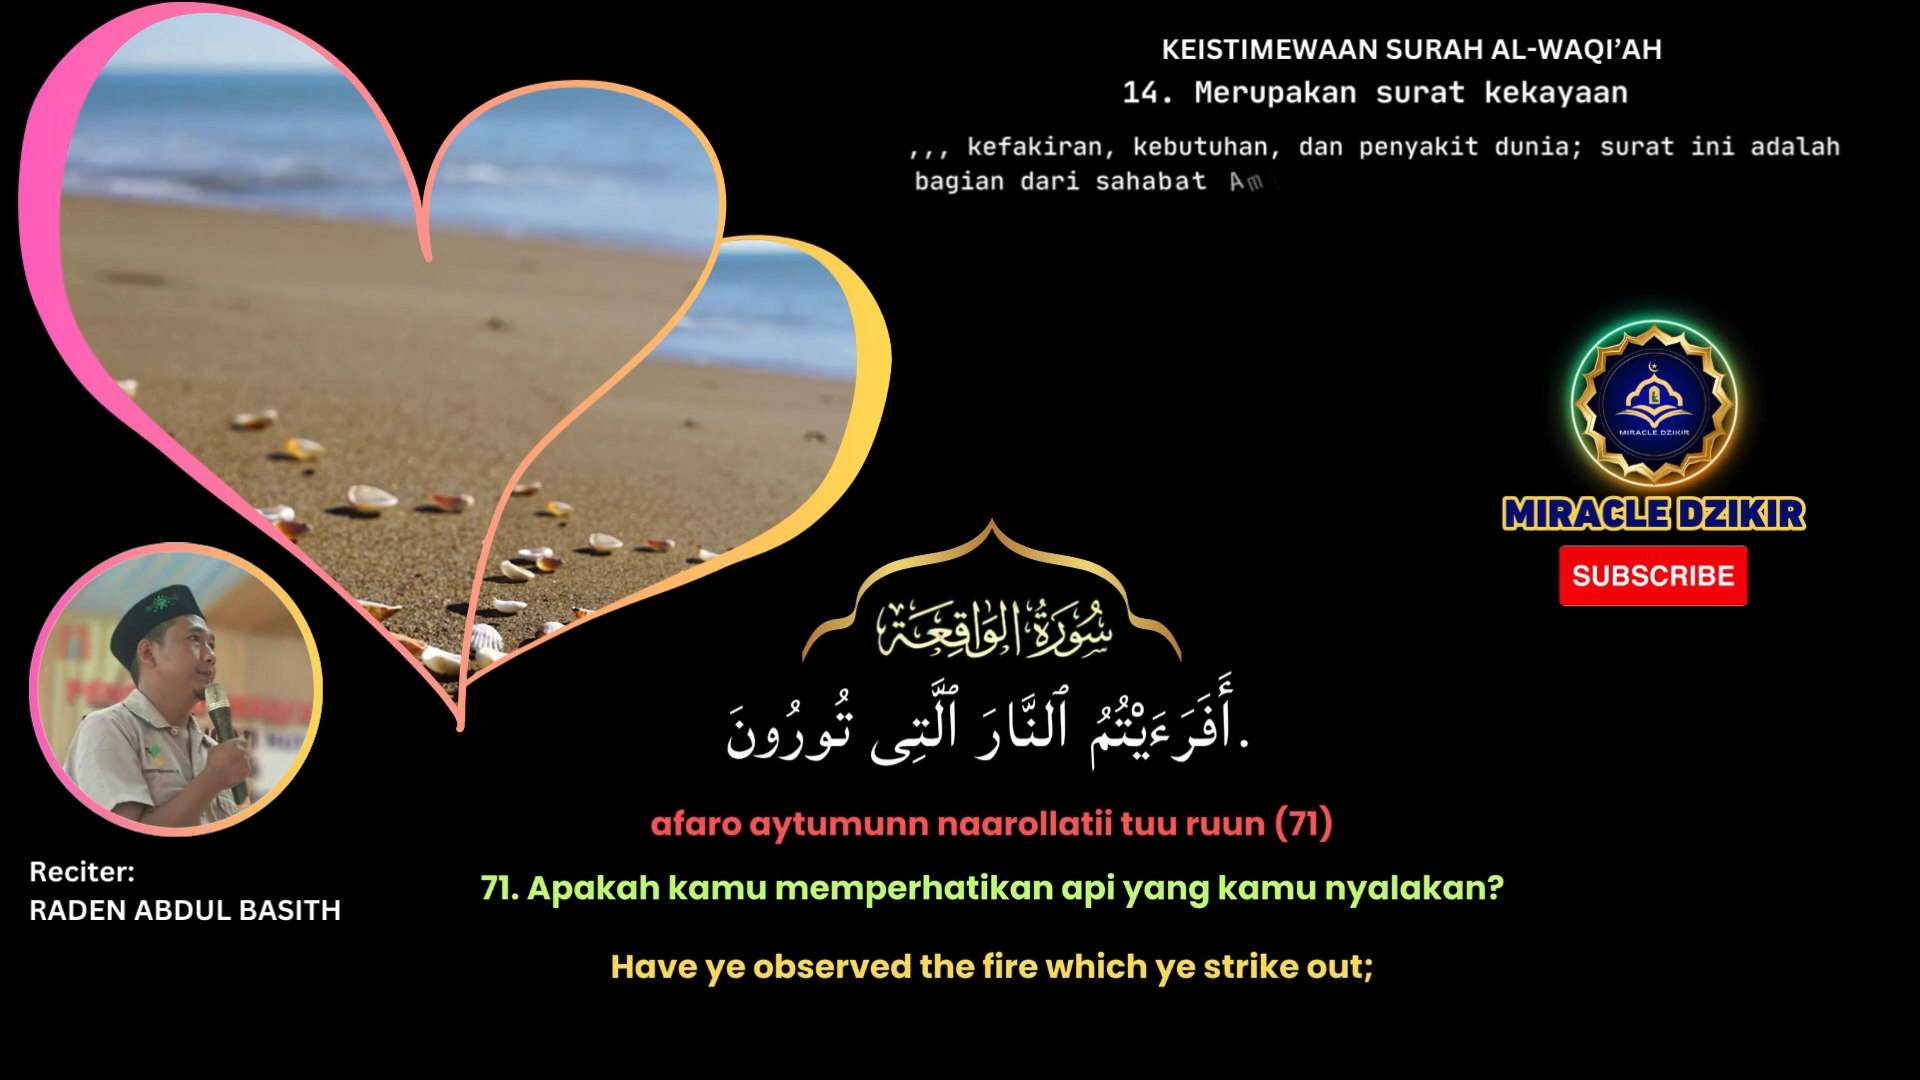 KEISTIMEWAAN SURAH AL-WAQI’AH
14. Merupakan surat kekayaan
,,, kefakiran, kebutuhan, dan penyakit dunia; surat ini adalah
bagian dari sahabat
MIRACLE DZIKIR
MIRACLE DZIKIR
SUBSCRIBE
سُورَةُ الوَاقِعَة
أَفَرَءَيْتُمُ ٱلنَّارَ ٱلَّتِى تُورُونَ.
afaro aytumunn naarollatii tuu ruun (71)
71. Apakah kamu memperhatikan api yang kamu nyalakan?
Have ye observed the fire which ye strike out;
Reciter:
RADEN ABDUL BASITH